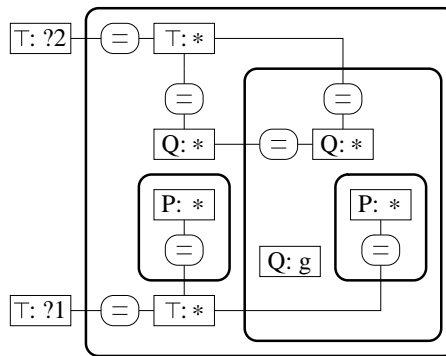 ⊤: ?2 = ⊤: *
= =
Q: * = Q: *
P: * P: *
= =
Q: g
⊤: ?1 = ⊤: *